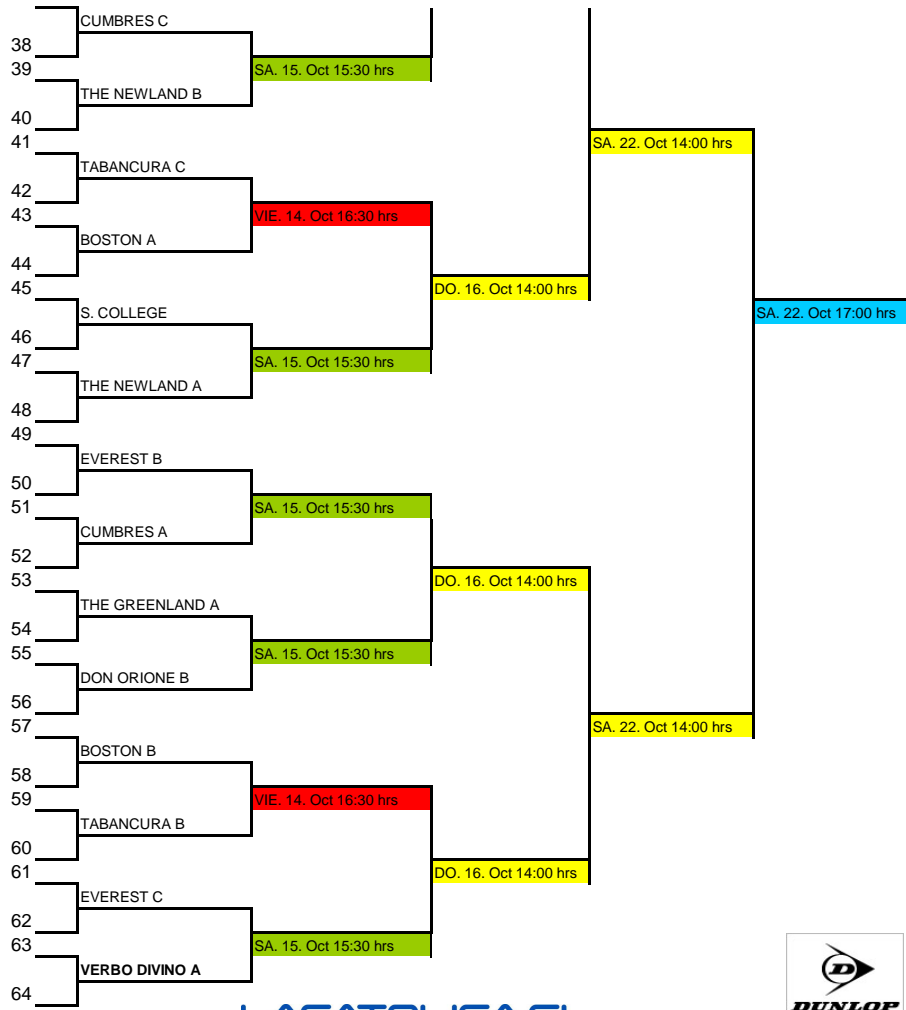 CUMBRES C
38
39 SA. 15. Oct 15:30 hrs
THE NEWLAND B
40
41 SA. 22. Oct 14:00 hrs
TABANCURA C
42
43 VIE. 14. Oct 16:30 hrs
BOSTON A
44
45 DO. 16. Oct 14:00 hrs
S. COLLEGE SA. 22. Oct 17:00 hrs
46
47 SA. 15. Oct 15:30 hrs
THE NEWLAND A
48
49
EVEREST B
50
51 SA. 15. Oct 15:30 hrs
CUMBRES A
52
53 DO. 16. Oct 14:00 hrs
THE GREENLAND A
54
55 SA. 15. Oct 15:30 hrs
DON ORIONE B
56
57 SA. 22. Oct 14:00 hrs
BOSTON B
58
59 VIE. 14. Oct 16:30 hrs
TABANCURA B
60
61 DO. 16. Oct 14:00 hrs
EVEREST C
62
63 SA. 15. Oct 15:30 hrs
VERBO DIVINO A
64
DUNLOP